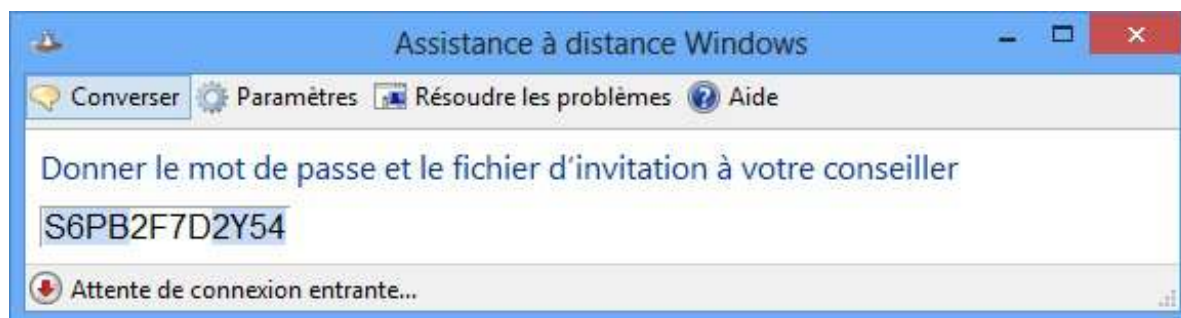 Assistance à distance Windows
Converser Paramètres Résoudre les problèmes Aide
Donner le mot de passe et le fichier d'invitation à votre conseiller
S6PB2F7D2Y54
Attente de connexion entrante...